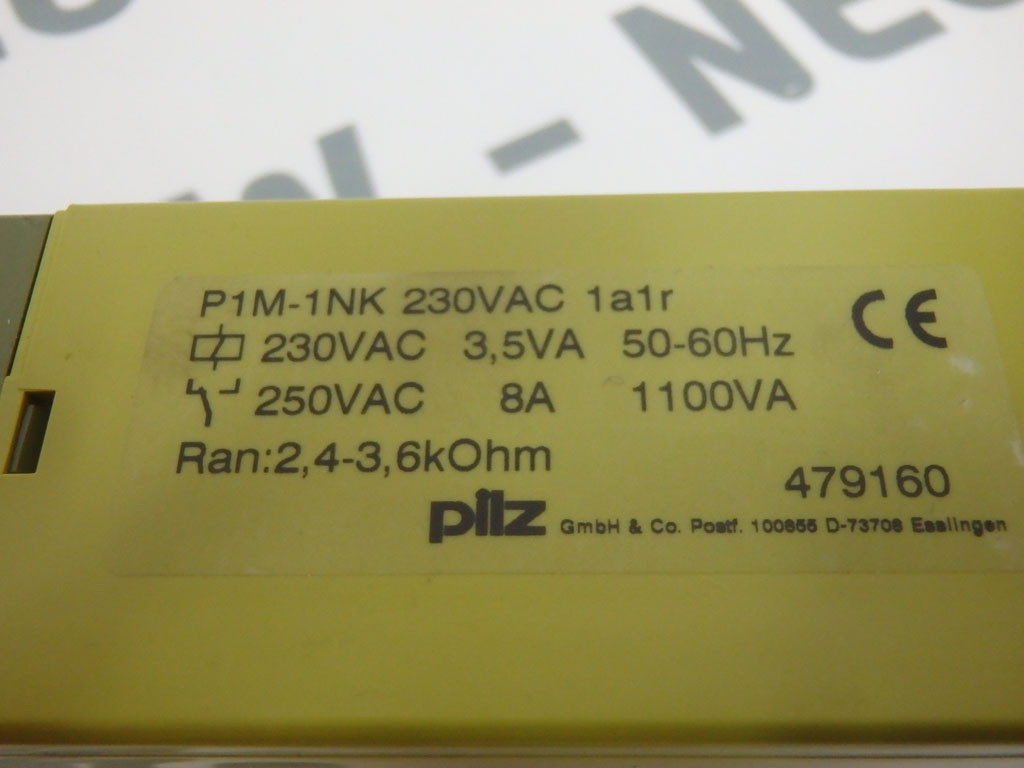 P1M-1NK 230VAC 1a1r
230VAC 3,5VA 50-60Hz
250VAC 8A 1100VA
Ran:2,4-3,6kOhm
CE
479160
pilz GmbH & Co. Postf. 100855 D-73708 Esslingen